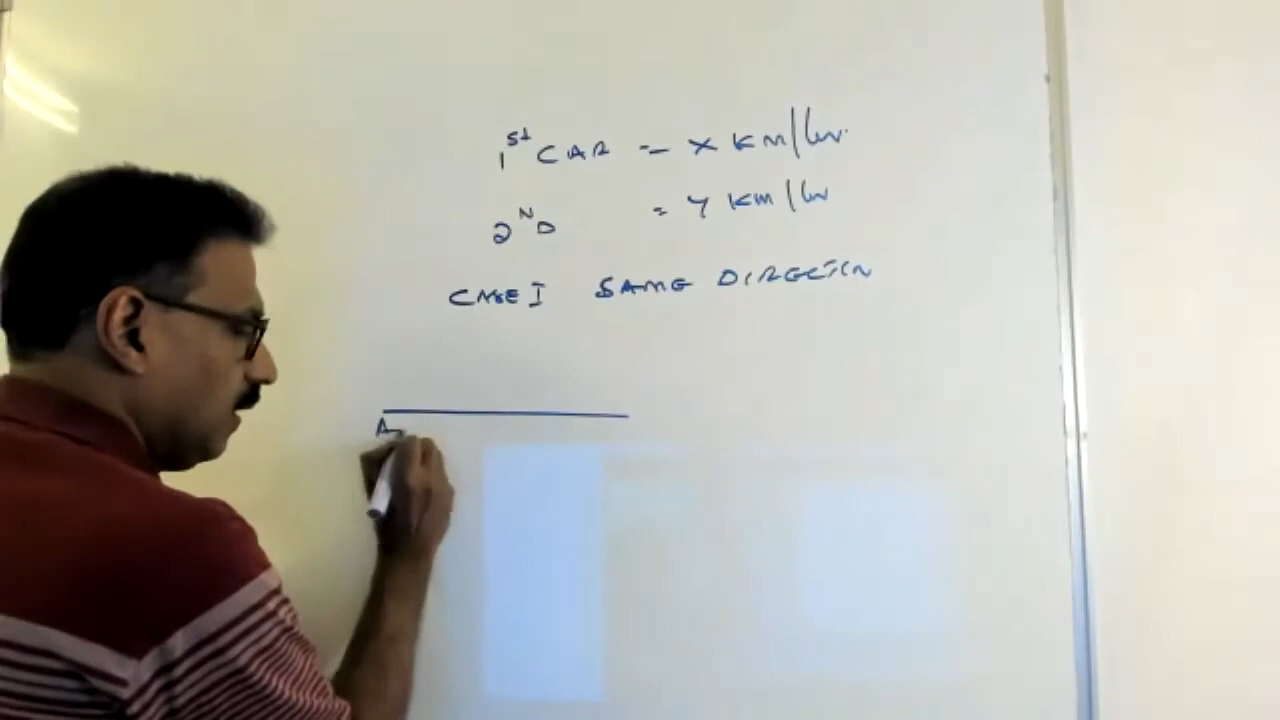 1ST CAR = X KM/hr.
2ND = Y KM/hr
CASE I SAME DIRECTION
A